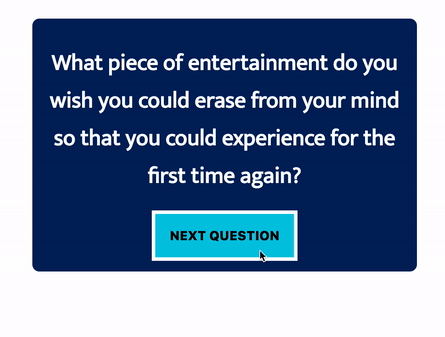 What piece of entertainment do you
wish you could erase from your mind
so that you could experience for the
first time again?
NEXT QUESTION